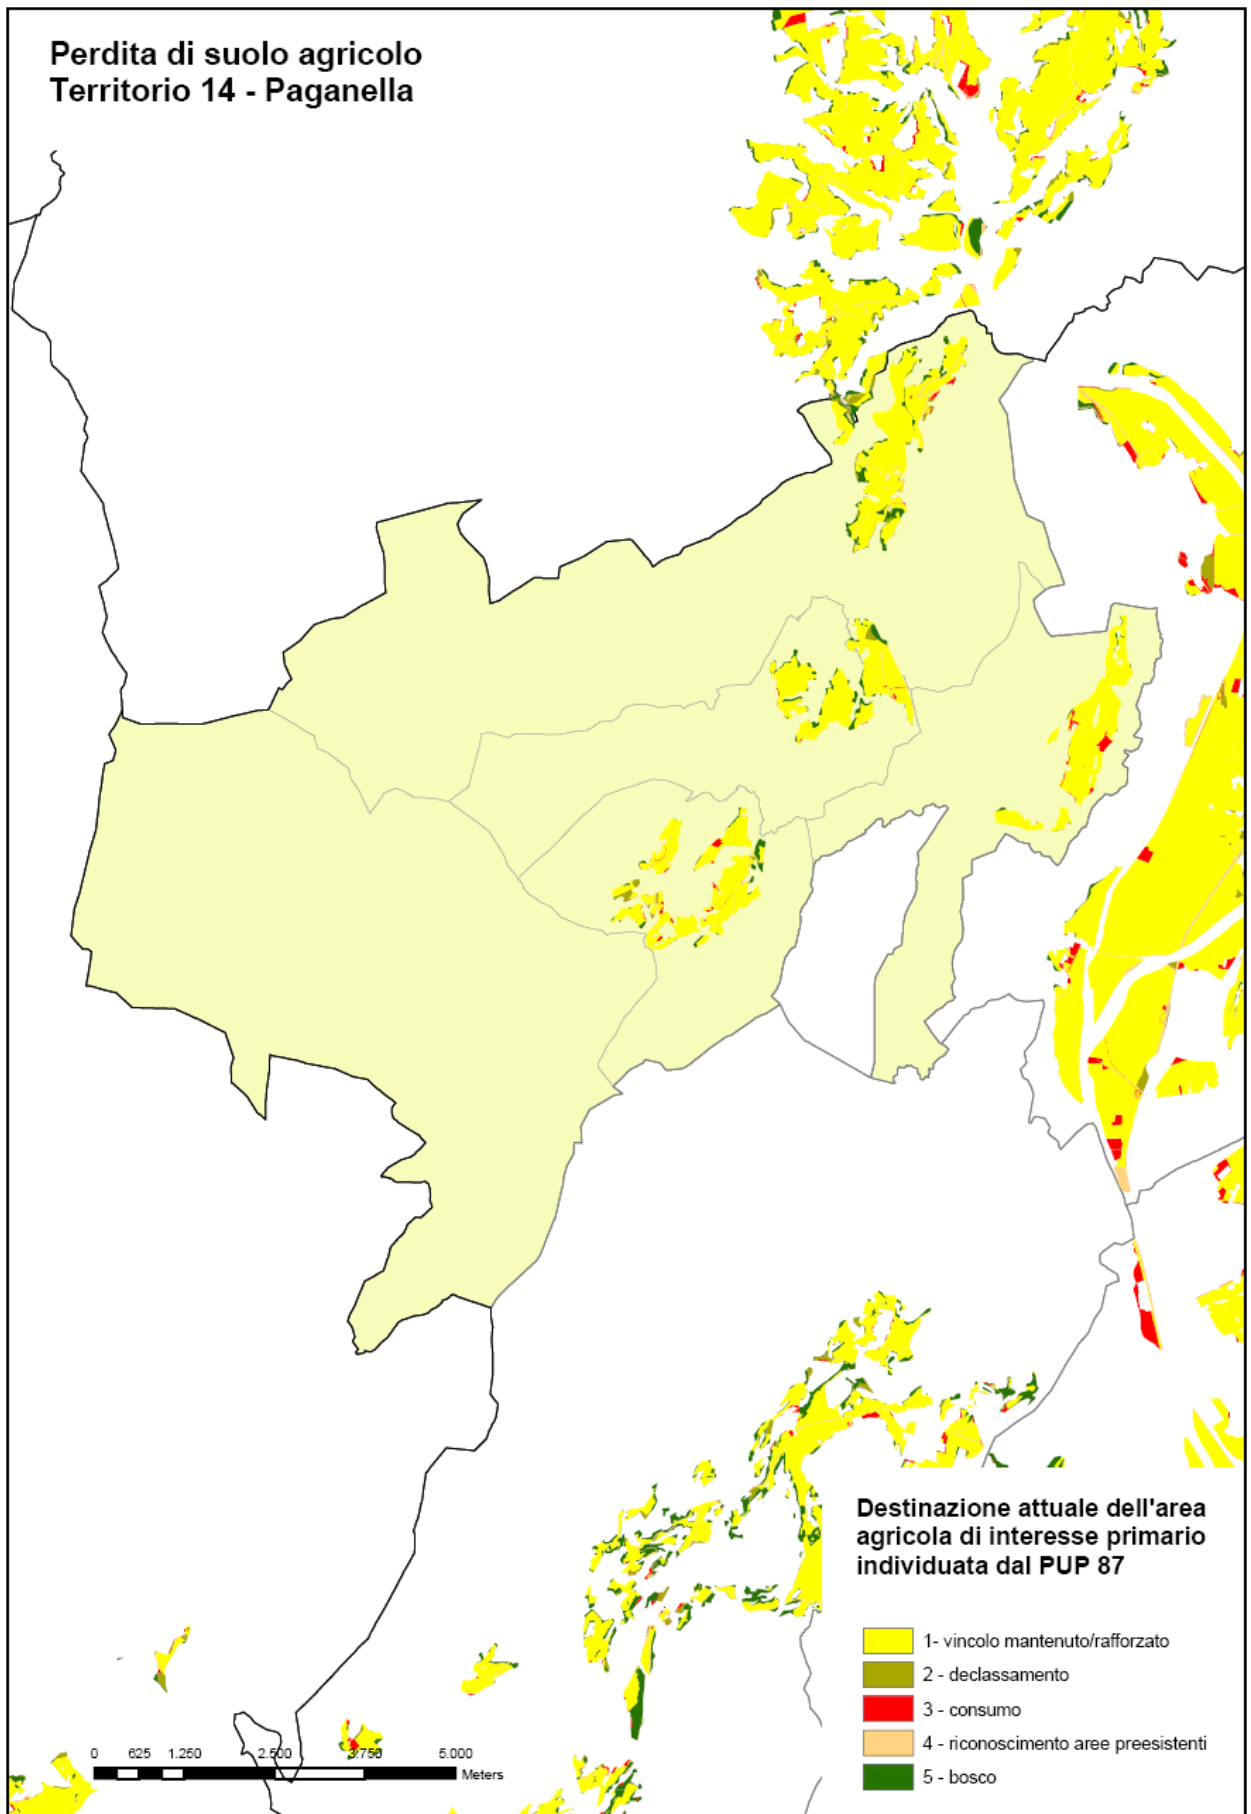 Perdita di suolo agricolo
Territorio 14 - Paganella
Destinazione attuale dell'area
agricola di interesse primario
individuata dal PUP 87
1- vincolo mantenuto/rafforzato
2 - declassamento
3 - consumo
4 - riconoscimento aree preesistenti
5 - bosco
0 625 1.250 2.500 3.750 5.000
Meters